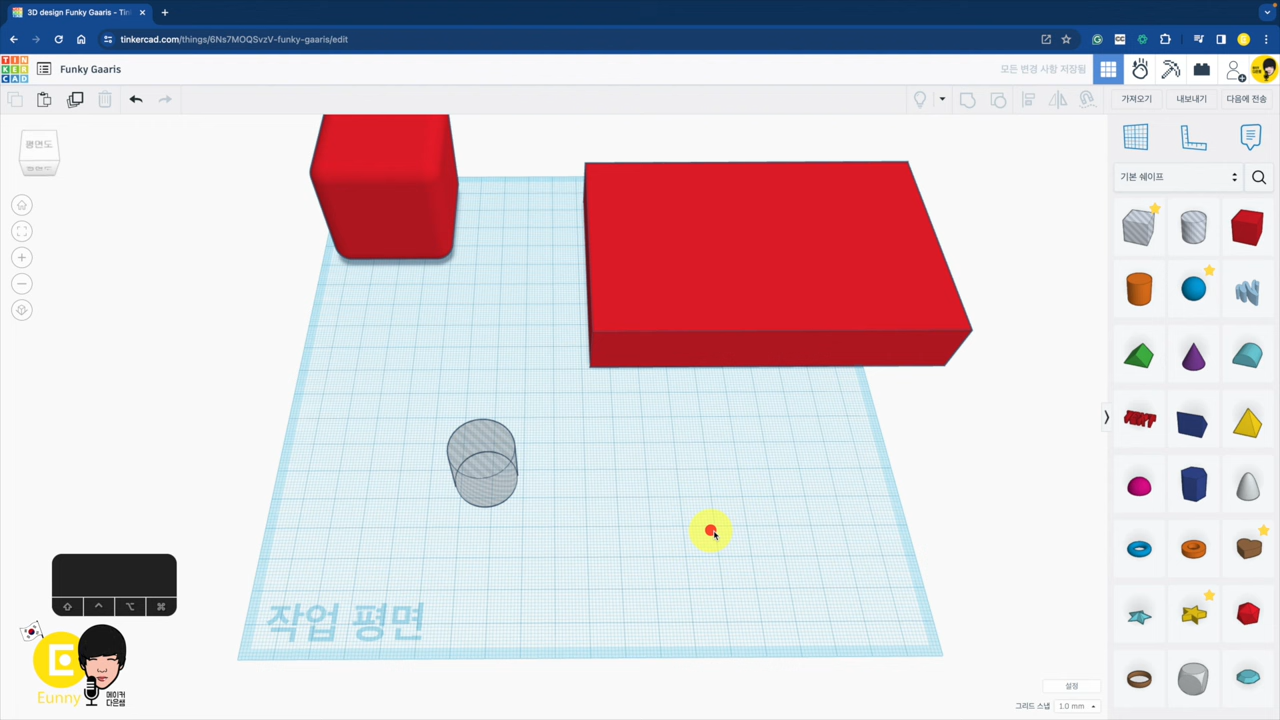 3D design Funky Gaaris - Tin
tinkercad.com/things/6Ns7MOQSvzV-funky-gaaris/edit
TIN
KER
CAD
Funky Gaaris
모든 변경 사항 저장됨
가져오기
내보내기
다음에 전송
평면도
기본 쉐이프
작업 평면
설정
그리드 스냅
1.0 mm
Eunny
메이커
다은쌤